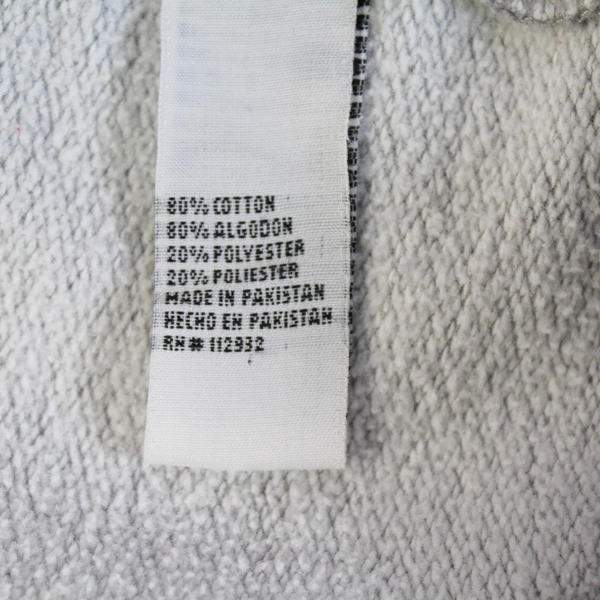 80% COTTON
80% ALGODON
20% POLYESTER
20% POLIESTER
MADE IN PAKISTAN
HECHO EN PAKISTAN
RN # 112932